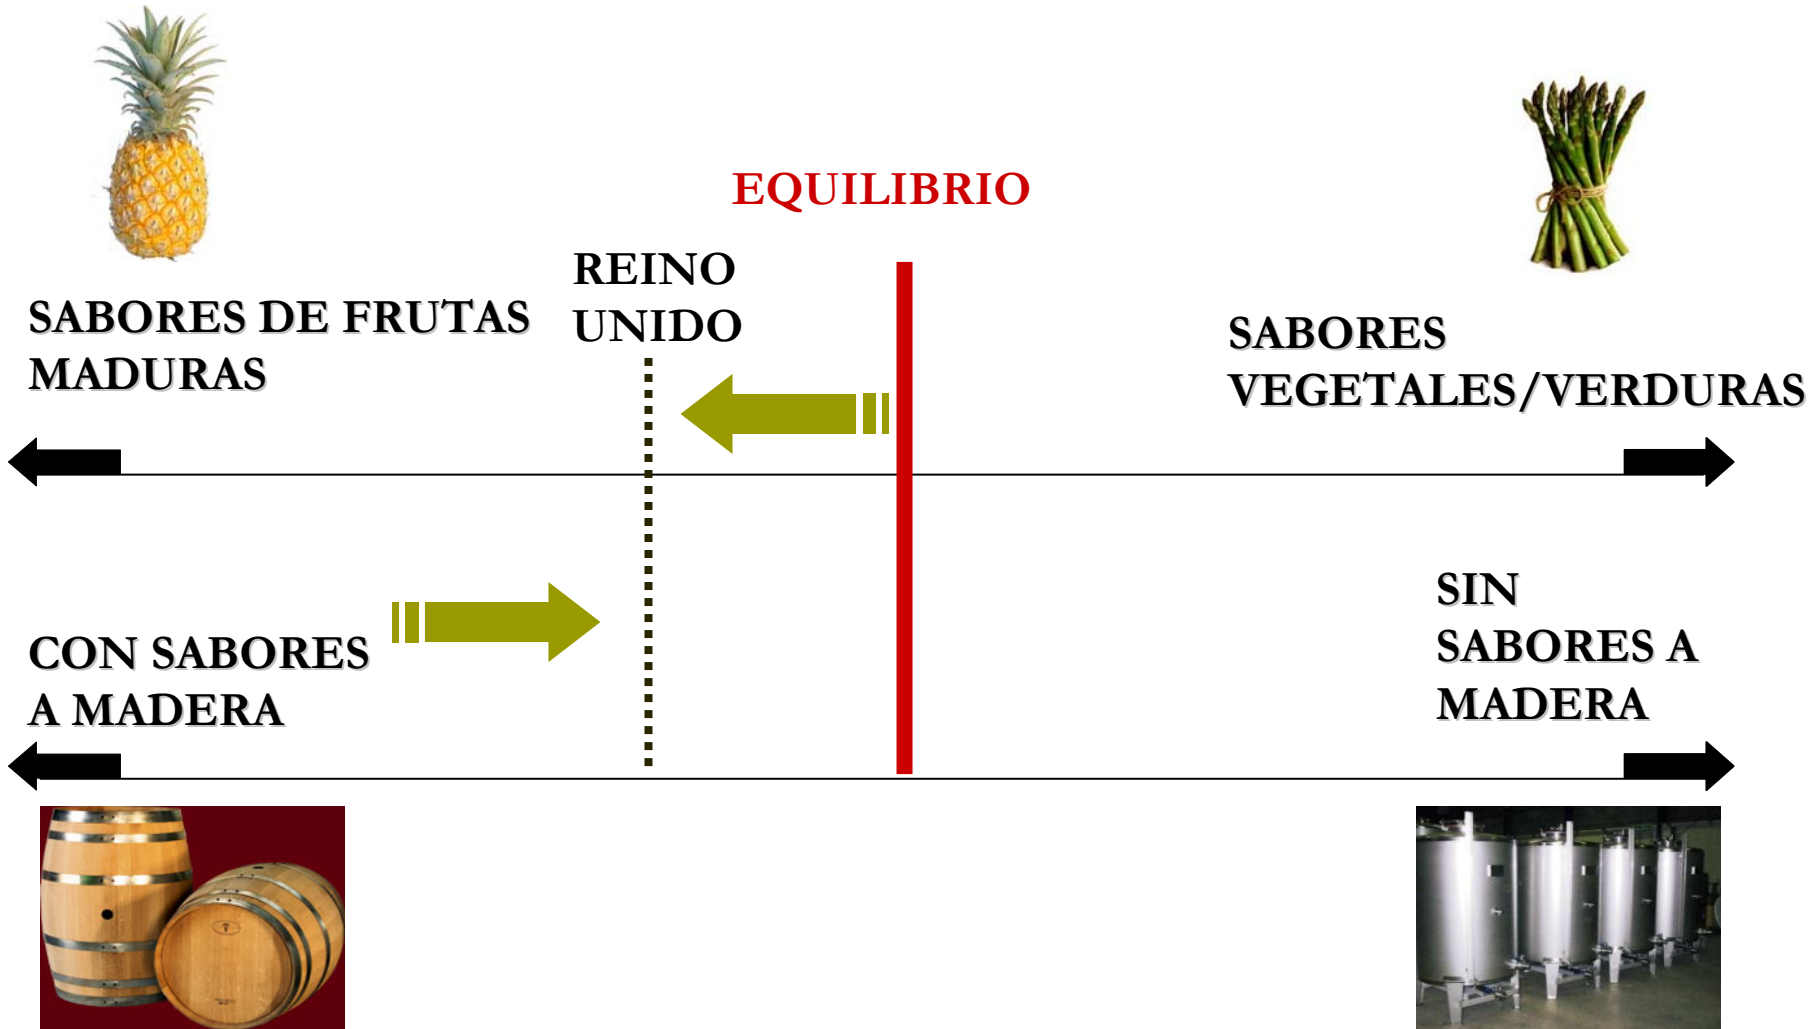 EQUILIBRIO
REINO
UNIDO
SABORES DE FRUTAS
MADURAS
SABORES
VEGETALES/VERDURAS
CON SABORES
A MADERA
SIN
SABORES A
MADERA